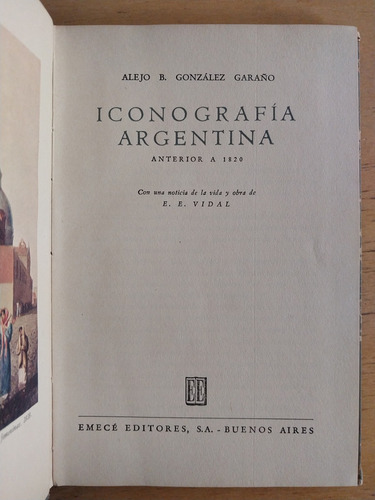 ALEJO B. GONZÁLEZ GARAÑO
ICONOGRAFÍA
ARGENTINA
ANTERIOR A 1820
Con una noticia de la vida y obra de
E. E. VIDAL
EE
EMECÉ EDITORES, S.A. - BUENOS AIRES